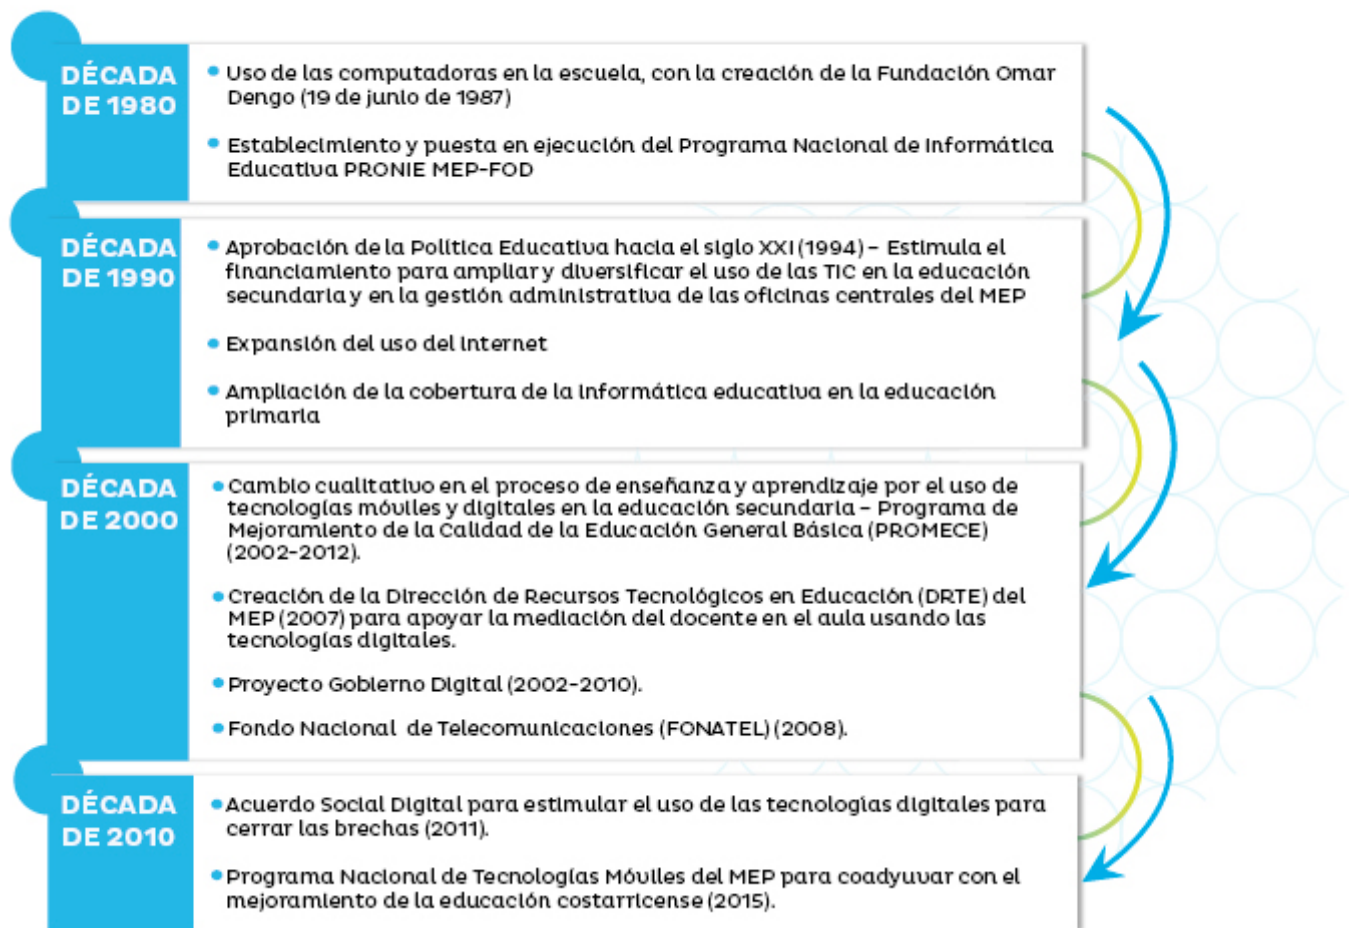 DÉCADA
DE 1980
Uso de las computadoras en la escuela, con la creación de la Fundación Omar
Dengo (19 de junio de 1987)
Establecimiento y puesta en ejecución del Programa Nacional de Informática
Educativa PRONIE MEP-FOD
DÉCADA
DE 1990
Aprobación de la Política Educativa hacia el siglo XXI (1994) – Estimula el
financiamiento para ampliar y diversificar el uso de las TIC en la educación
secundaria y en la gestión administrativa de las oficinas centrales del MEP
Expansión del uso del internet
Ampliación de la cobertura de la informática educativa en la educación
primaria
DÉCADA
DE 2000
Cambio cualitativo en el proceso de enseñanza y aprendizaje por el uso de
tecnologías móviles y digitales en la educación secundaria – Programa de
Mejoramiento de la Calidad de la Educación General Básica (PROMECE)
(2002-2012).
Creación de la Dirección de Recursos Tecnológicos en Educación (DRTE) del
MEP (2007) para apoyar la mediación del docente en el aula usando las
tecnologías digitales.
Proyecto Gobierno Digital (2002-2010).
Fondo Nacional de Telecomunicaciones (FONATEL) (2008).
DÉCADA
DE 2010
Acuerdo Social Digital para estimular el uso de las tecnologías digitales para
cerrar las brechas (2011).
Programa Nacional de Tecnologías Móviles del MEP para coadyuvar con el
mejoramiento de la educación costarricense (2015).